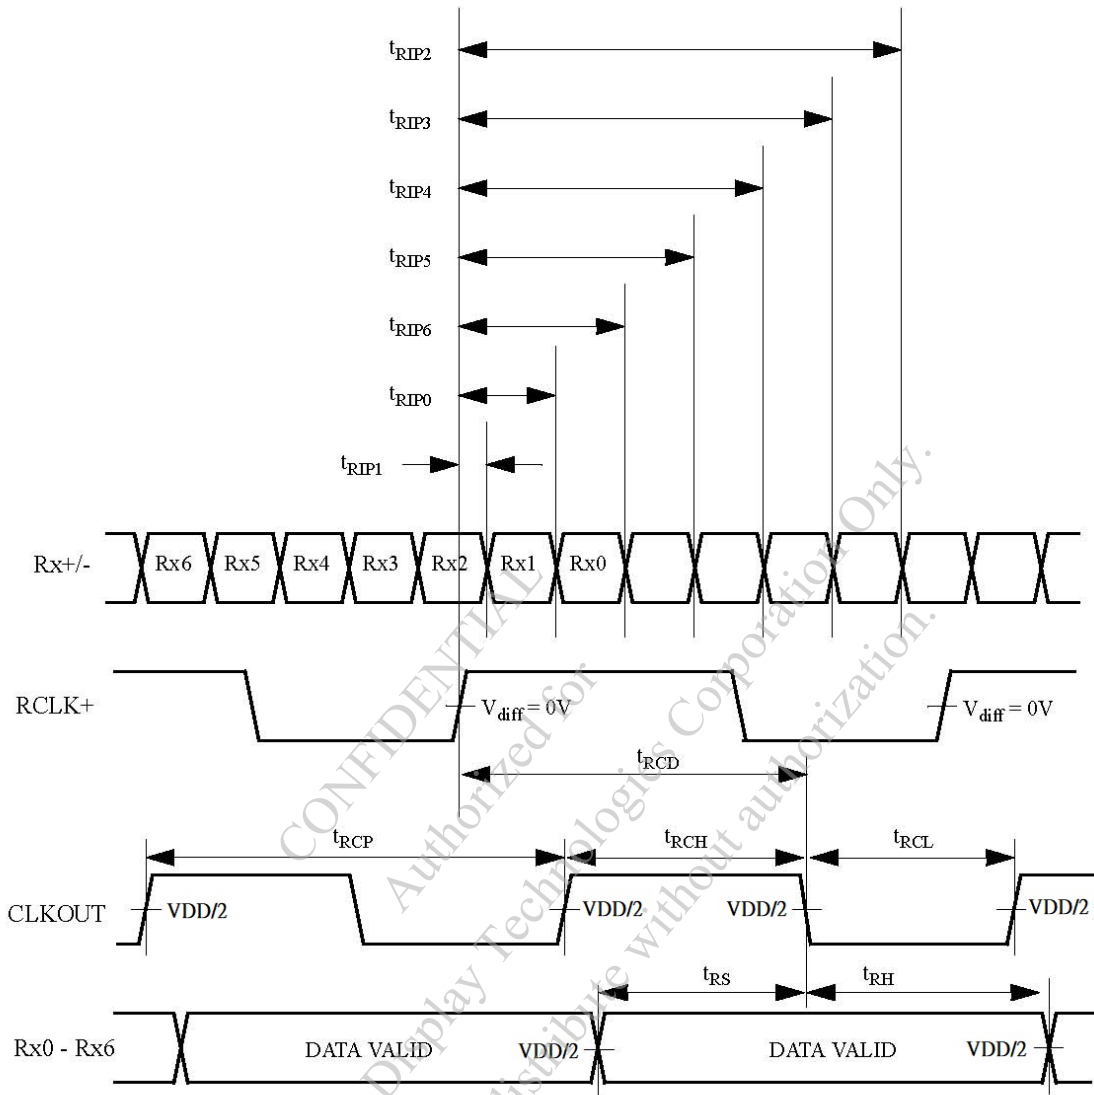 tRIP2
tRIP3
tRIP4
tRIP5
tRIP6
tRIP0
tRIP1
Rx+/- Rx6 Rx5 Rx4 Rx3 Rx2 Rx1 Rx0
RCLK+ Vdiff = 0V Vdiff = 0V
tRCD
tRCP tRCH tRCL
CLKOUT VDD/2 VDD/2 VDD/2 VDD/2
tRS tRH
Rx0 - Rx6 DATA VALID VDD/2 DATA VALID VDD/2
CONFIDENTIAL
Authorized for
Display Technologies Corporation Only.
distribute without authorization.